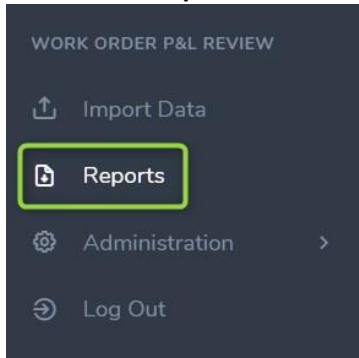 WORK ORDER P&L REVIEW
Import Data
Reports
Administration
Log Out